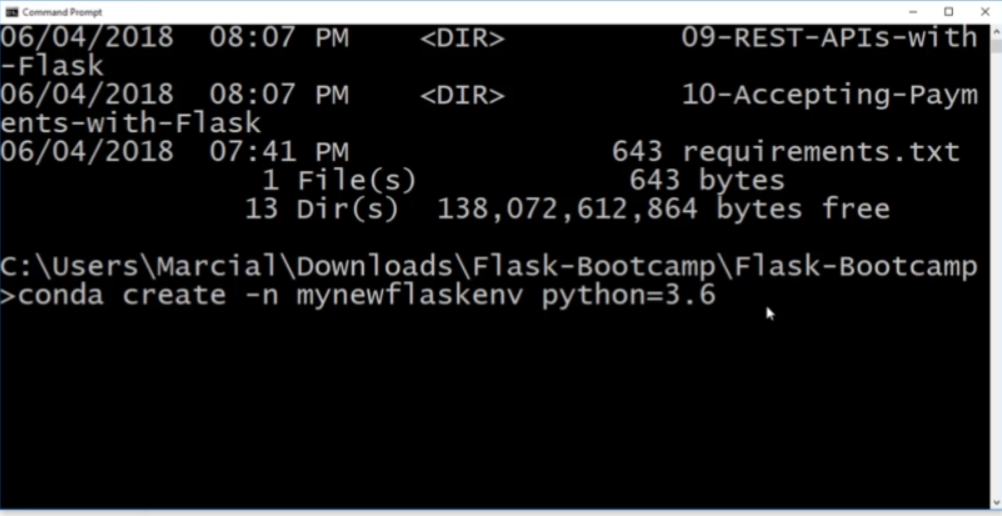 Command Prompt
06/04/2018  08:07 PM    <DIR>          09-REST-APIs-with
-Flask
06/04/2018  08:07 PM    <DIR>          10-Accepting-Paym
ents-with-Flask
06/04/2018  07:41 PM               643 requirements.txt
               1 File(s)            643 bytes
              13 Dir(s)  138,072,612,864 bytes free
C:\Users\Marcial\Downloads\Flask-Bootcamp\Flask-Bootcamp
>conda create -n mynewflaskenv python=3.6